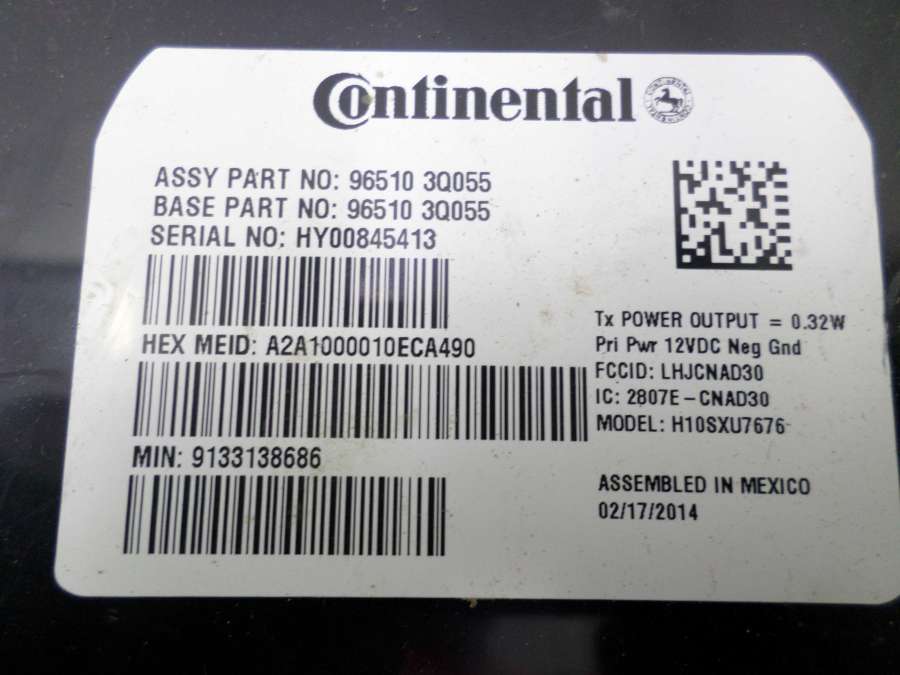 Continental
ASSY PART NO: 96510 3Q055
BASE PART NO: 96510 3Q055
SERIAL NO: HY00845413
HEX MEID: A2A1000010ECA490
MIN: 9133138686
Tx POWER OUTPUT = 0.32W
Pri Pwr 12VDC Neg Gnd
FCCID: LHJCNAD30
IC: 2807E-CNAD30
MODEL: H10SXU7676
ASSEMBLED IN MEXICO
02/17/2014